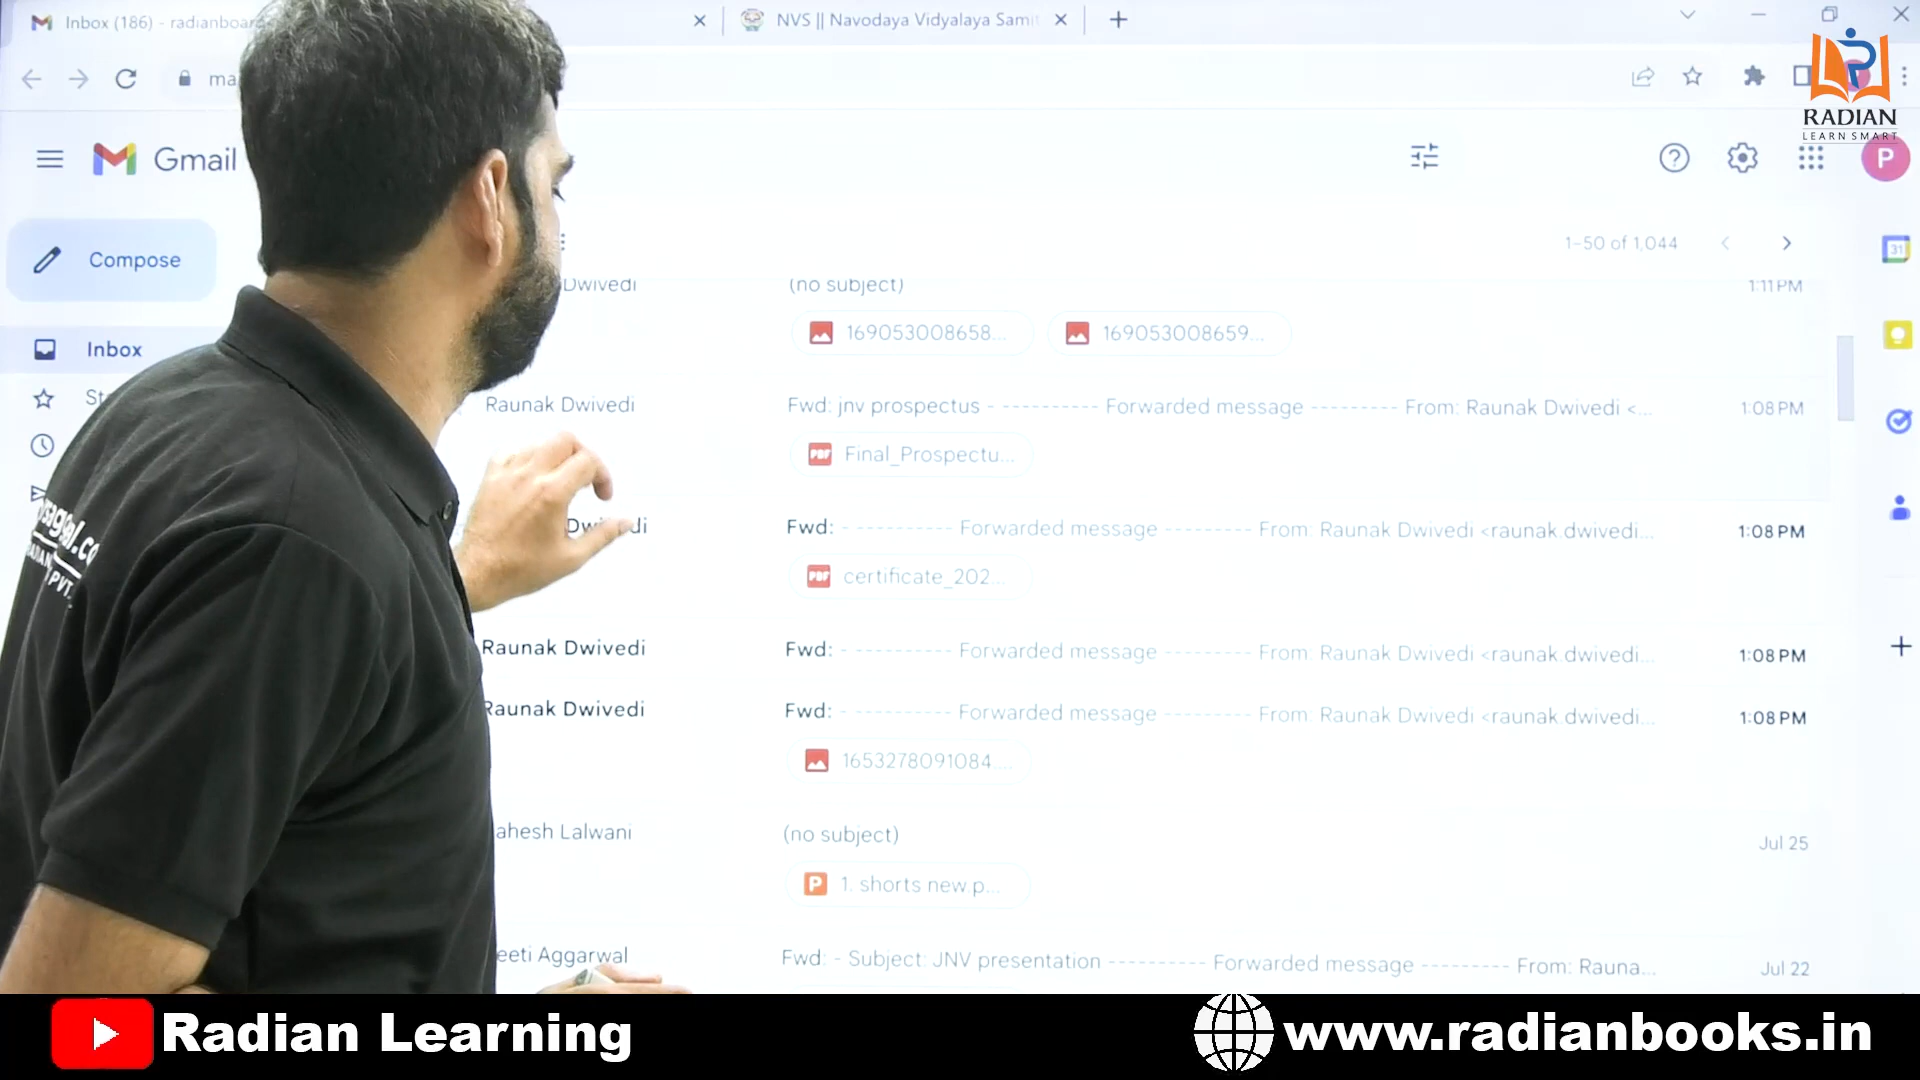 Inbox (186) - radianboar
NVS || Navodaya Vidyalaya Samit
RADIAN
LEARN SMART
Gmail
P
Compose
1-50 of 1,044
31
Dwivedi (no subject) 1:11 PM
169053008658... 169053008659...
Inbox
Raunak Dwivedi Fwd: jnv prospectus - ---------- Forwarded message --------- From: Raunak Dwivedi <... 1:08 PM
PDF Final_Prospectu...
Fwd: - ---------- Forwarded message --------- From: Raunak Dwivedi <raunak.dwivedi... 1:08 PM
PDF certificate_202...
Raunak Dwivedi Fwd: - ---------- Forwarded message --------- From: Raunak Dwivedi <raunak.dwivedi... 1:08 PM
Raunak Dwivedi Fwd: - ---------- Forwarded message --------- From: Raunak Dwivedi <raunak.dwivedi... 1:08 PM
1653278091084....
ahesh Lalwani (no subject) Jul 25
P 1. shorts new p...
eeti Aggarwal Fwd: - Subject: JNV presentation ---------- Forwarded message --------- From: Rauna... Jul 22
Radian Learning
www.radianbooks.in